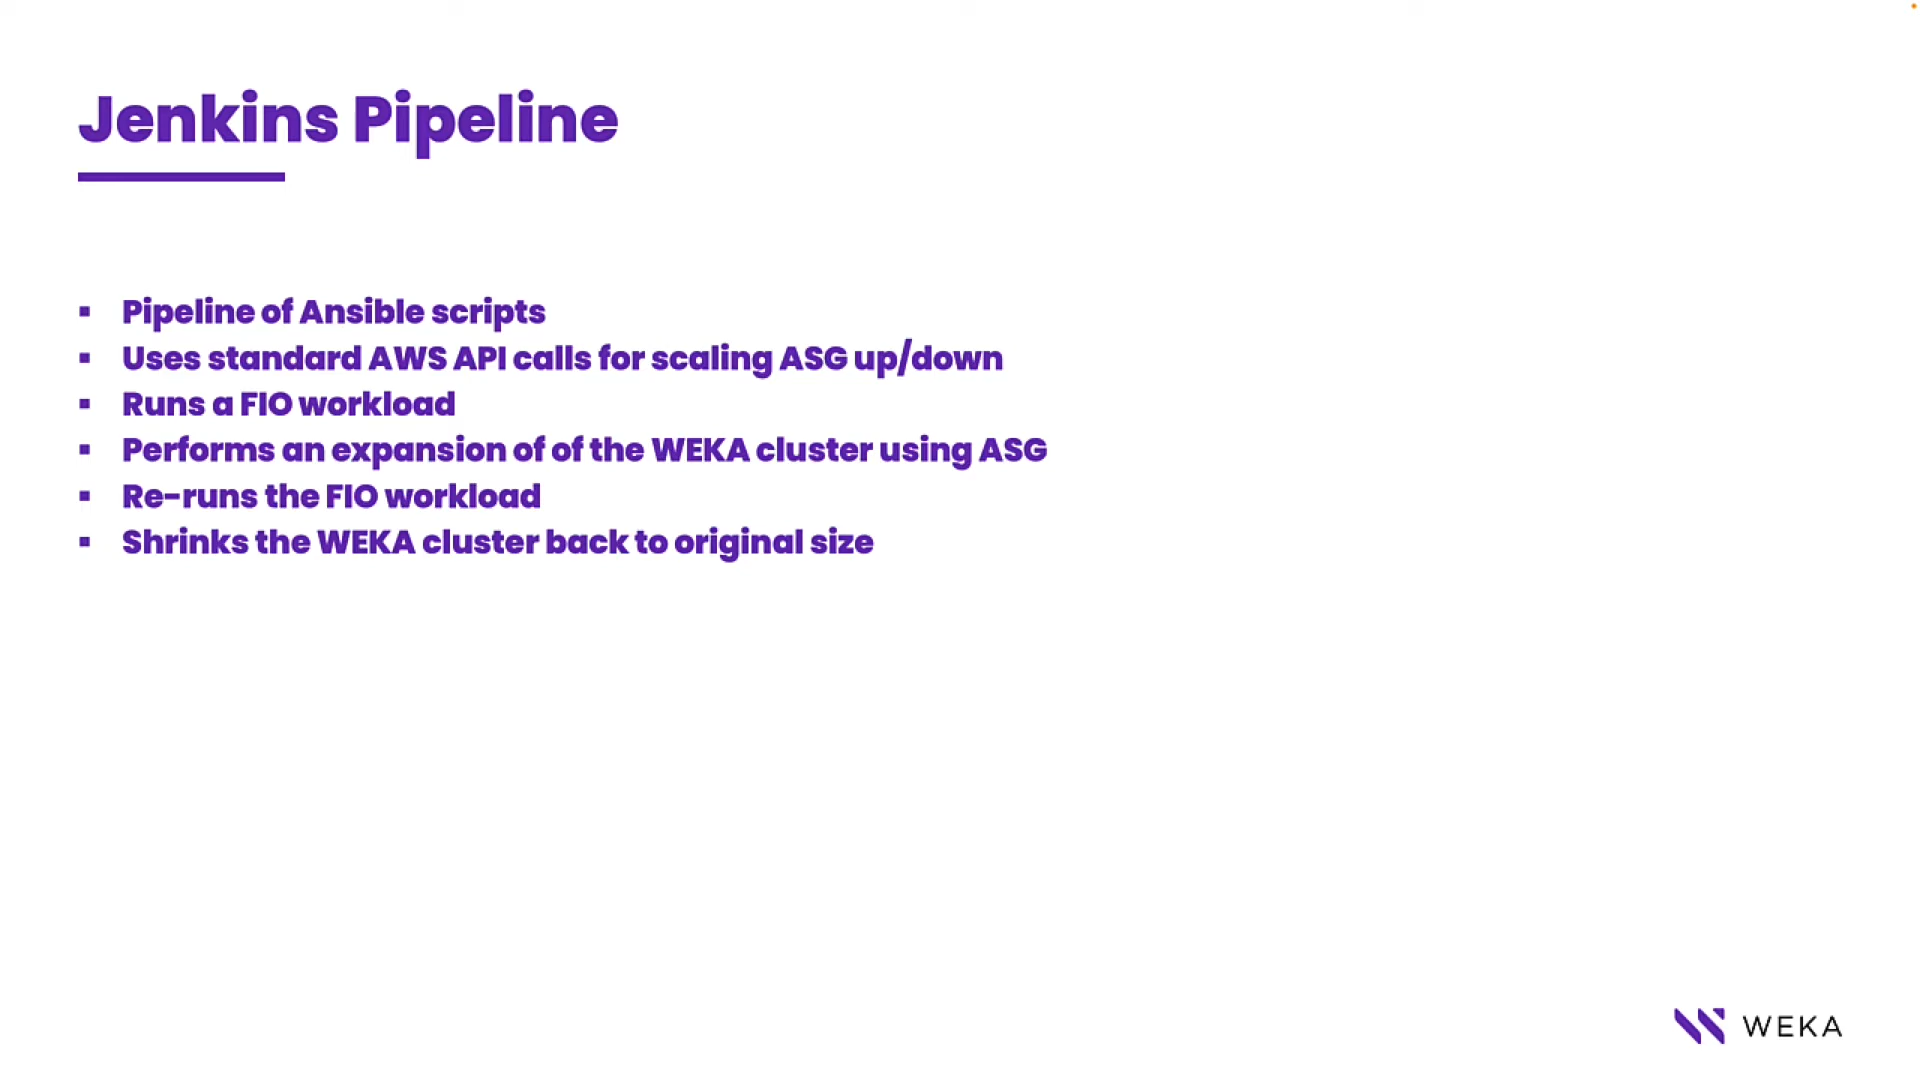 Jenkins Pipeline
▪ Pipeline of Ansible scripts
▪ Uses standard AWS API calls for scaling ASG up/down
▪ Runs a FIO workload
▪ Performs an expansion of of the WEKA cluster using ASG
▪ Re-runs the FIO workload
▪ Shrinks the WEKA cluster back to original size
WEKA